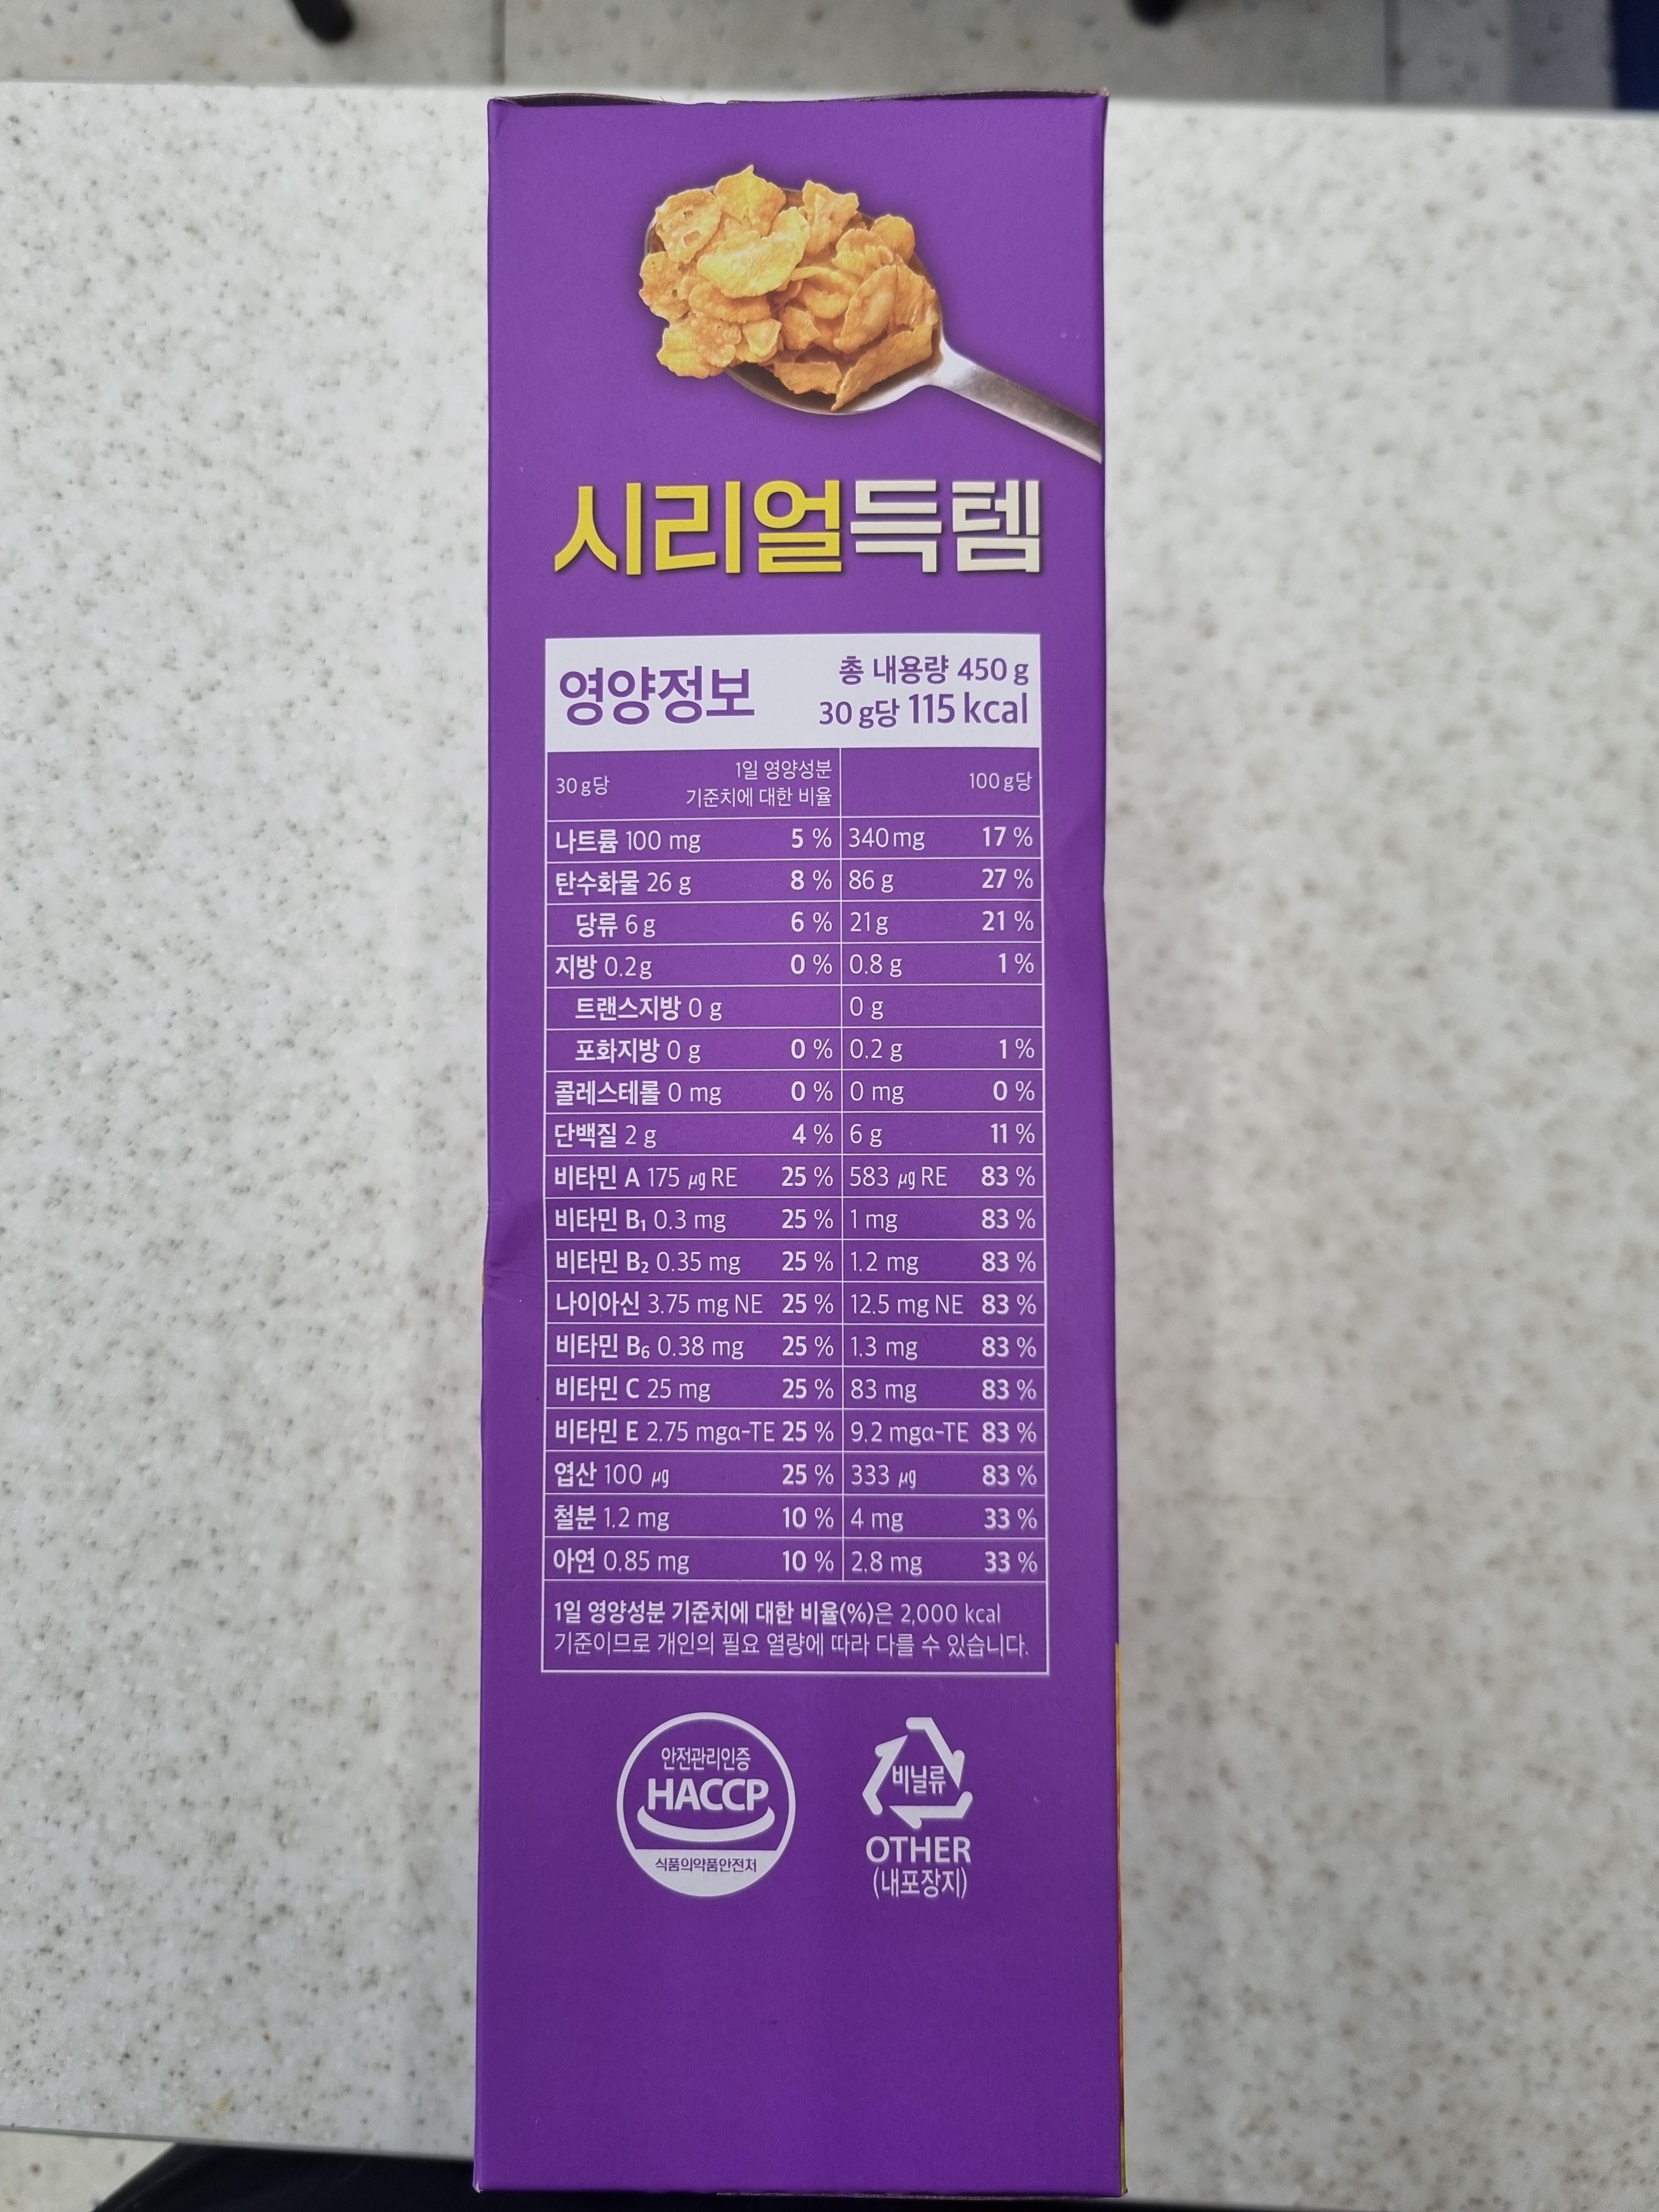 시리얼득템
영양정보
총 내용량 450 g
30 g당 115 kcal
30 g당 1일 영양성분 기준치에 대한 비율 100 g당
나트륨 100 mg 5 % 340 mg 17 %
탄수화물 26 g 8 % 86 g 27 %
당류 6 g 6 % 21 g 21 %
지방 0.2 g 0 % 0.8 g 1 %
트랜스지방 0 g 0 g
포화지방 0 g 0 % 0.2 g 1 %
콜레스테롤 0 mg 0 % 0 mg 0 %
단백질 2 g 4 % 6 g 11 %
비타민 A 175 ㎍ RE 25 % 583 ㎍ RE 83 %
비타민 B₁ 0.3 mg 25 % 1 mg 83 %
비타민 B₂ 0.35 mg 25 % 1.2 mg 83 %
나이아신 3.75 mg NE 25 % 12.5 mg NE 83 %
비타민 B₆ 0.38 mg 25 % 1.3 mg 83 %
비타민 C 25 mg 25 % 83 mg 83 %
비타민 E 2.75 mgα-TE 25 % 9.2 mgα-TE 83 %
엽산 100 ㎍ 25 % 333 ㎍ 83 %
철분 1.2 mg 10 % 4 mg 33 %
아연 0.85 mg 10 % 2.8 mg 33 %
1일 영양성분 기준치에 대한 비율(%)은 2,000 kcal
기준이므로 개인의 필요 열량에 따라 다를 수 있습니다.
안전관리인증
HACCP
식품의약품안전처
비닐류
OTHER
(내포장지)